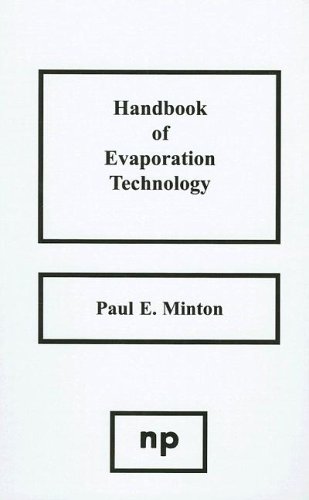 Handbook
of
Evaporation
Technology
Paul E. Minton
np